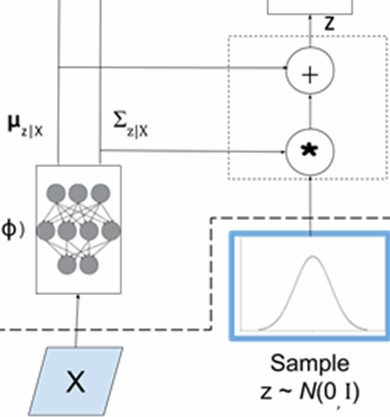 z
+
μz|X
Σz|X
*
ϕ)
X
Sample
z ~ N(0, I)